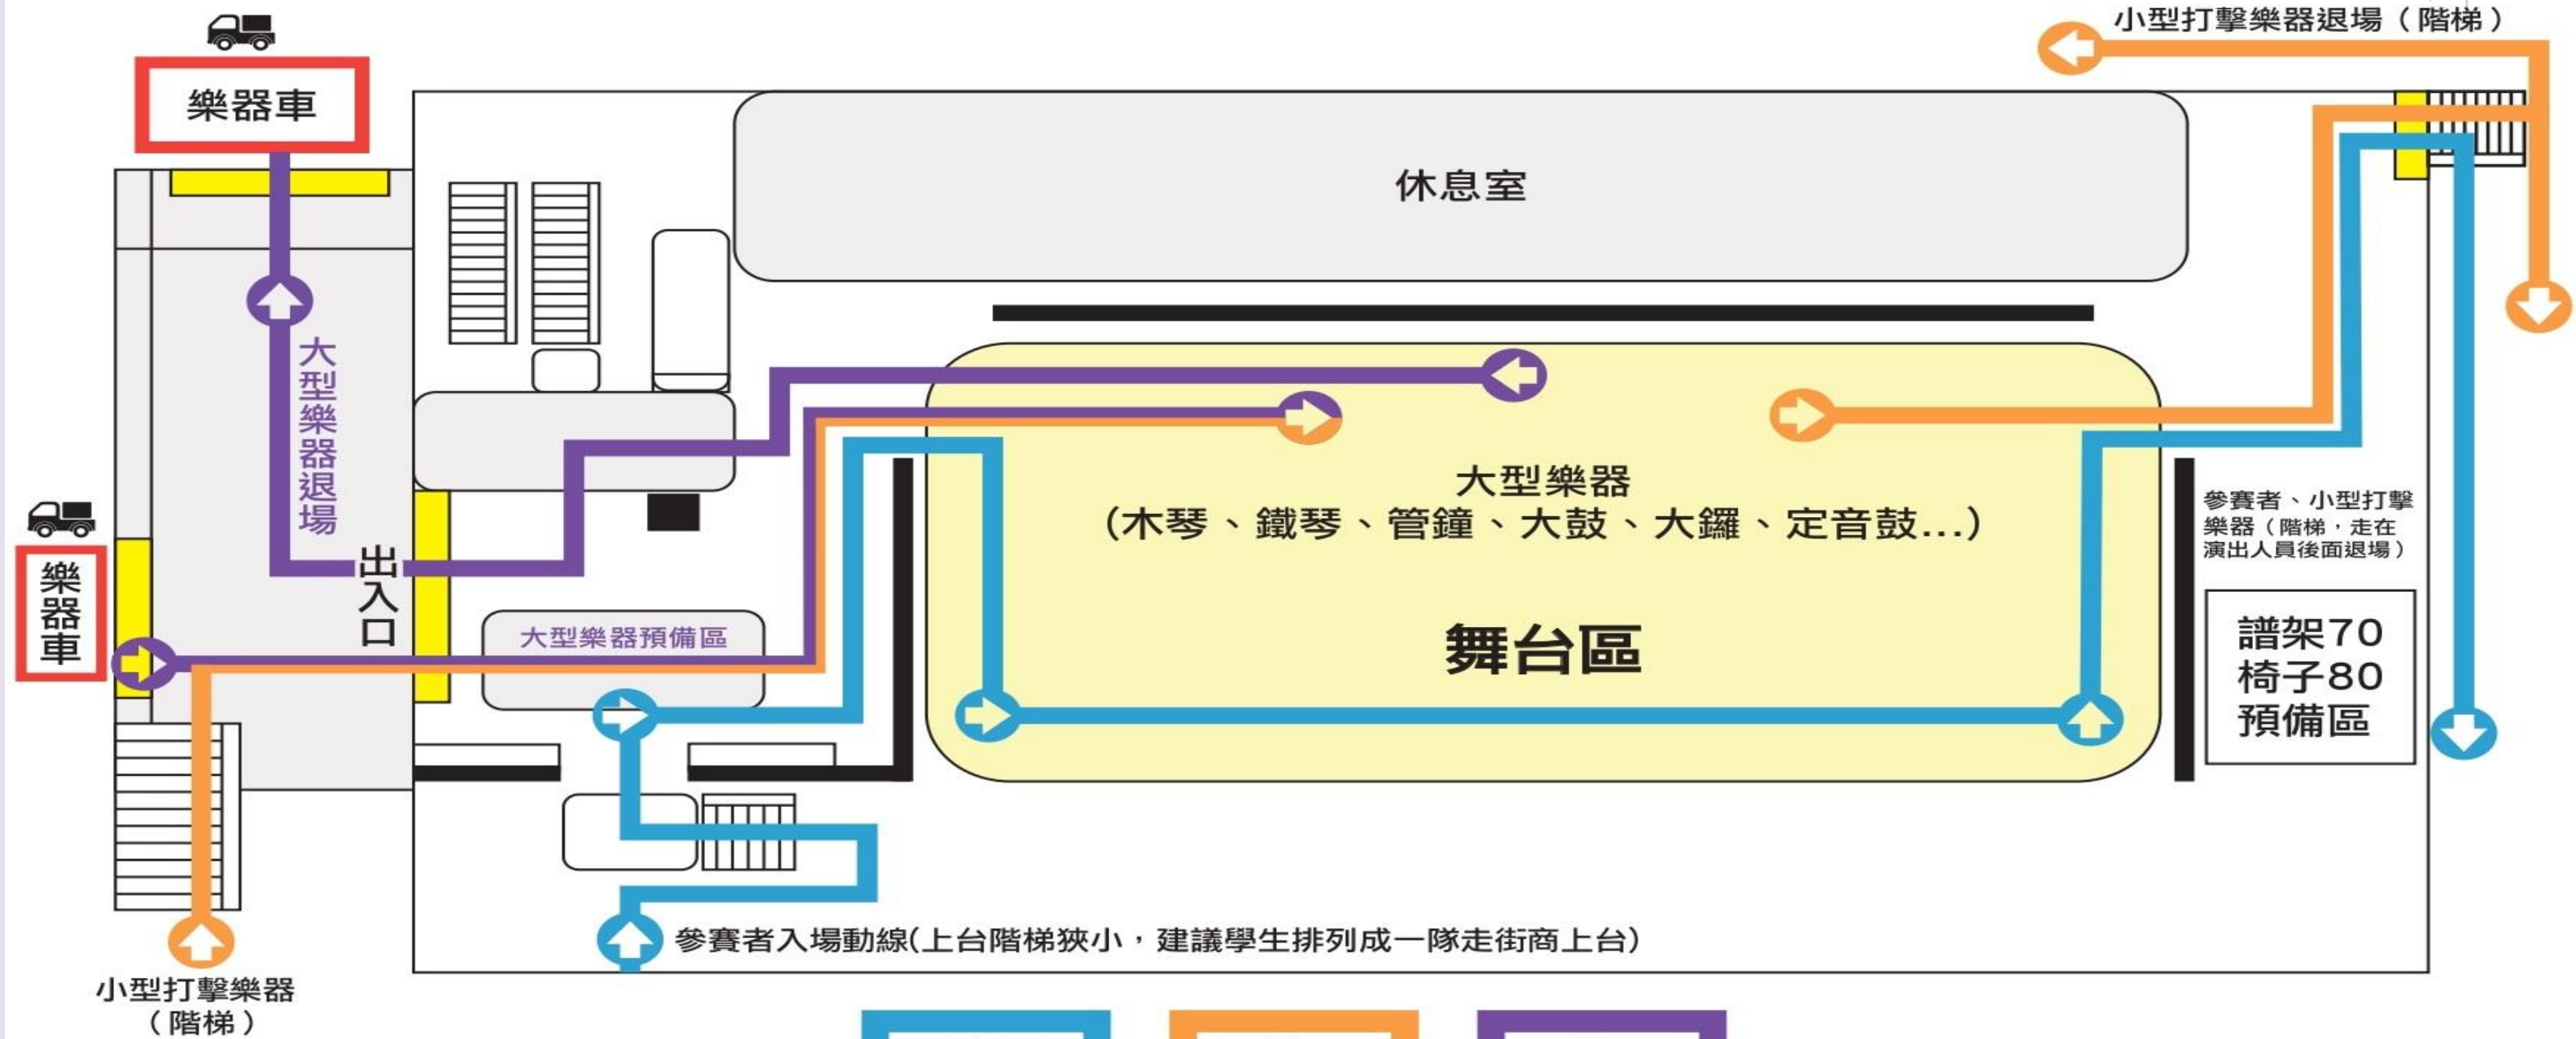 小型打擊樂器退場（階梯）
樂器車
休息室
大型樂器退場
出入口
樂器車
大型樂器預備區
大型樂器
(木琴、鐵琴、管鐘、大鼓、大鑼、定音鼓...)
舞台區
參賽者、小型打擊
樂器（階梯，走在
演出人員後面退場）
譜架70
椅子80
預備區
參賽者入場動線(上台階梯狹小，建議學生排列成一隊走街商上台)
小型打擊樂器
（階梯）